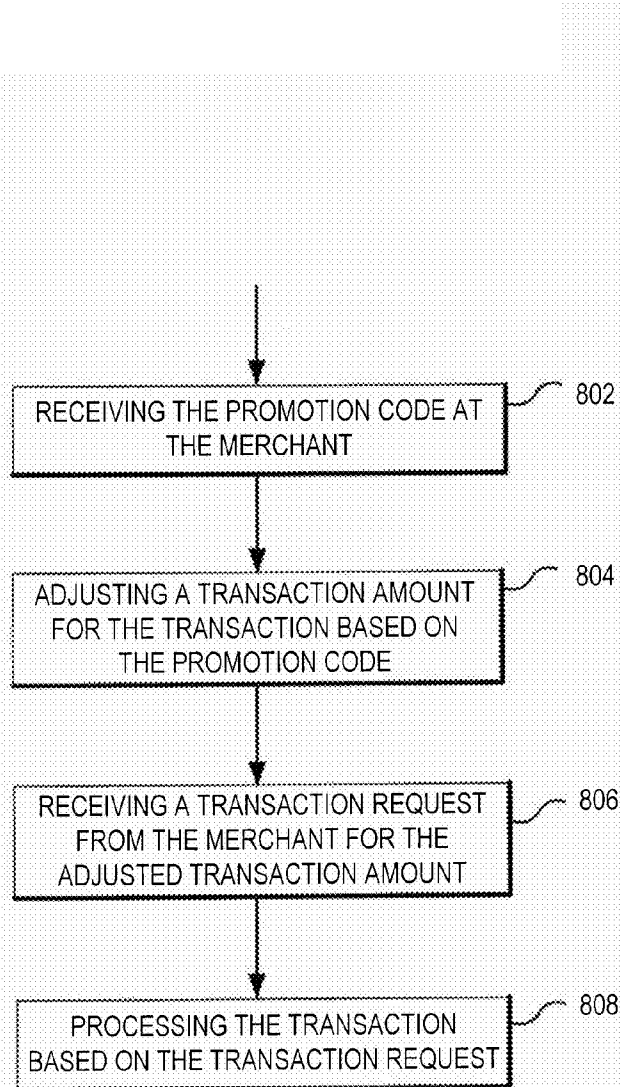 802
RECEIVING THE PROMOTION CODE AT
THE MERCHANT
804
ADJUSTING A TRANSACTION AMOUNT
FOR THE TRANSACTION BASED ON
THE PROMOTION CODE
806
RECEIVING A TRANSACTION REQUEST
FROM THE MERCHANT FOR THE
ADJUSTED TRANSACTION AMOUNT
808
PROCESSING THE TRANSACTION
BASED ON THE TRANSACTION REQUEST